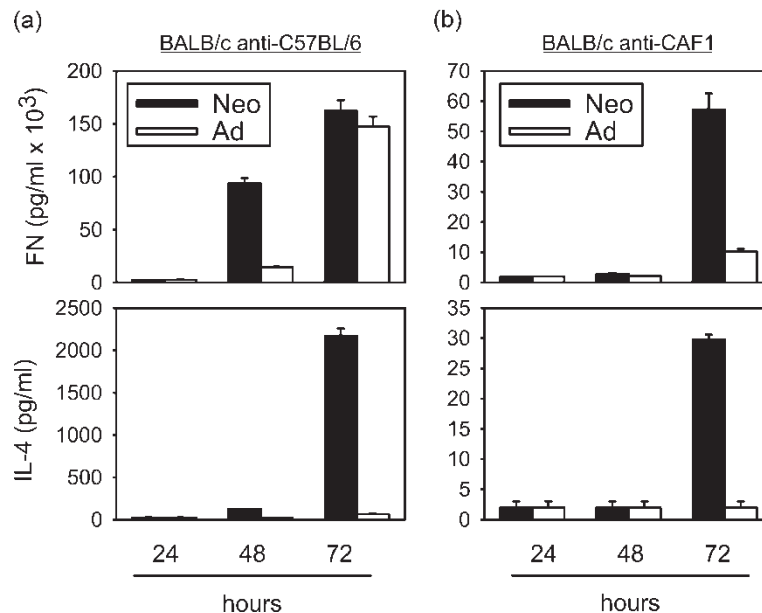 (a)
BALB/c anti-C57BL/6
200
150
100
50
0
FN (pg/ml x 10³)
Neo
Ad
2500
2000
1500
1000
500
0
IL-4 (pg/ml)
24 48 72
hours
(b)
BALB/c anti-CAF1
70
60
50
40
30
20
10
0
Neo
Ad
35
30
25
20
15
10
5
0
24 48 72
hours